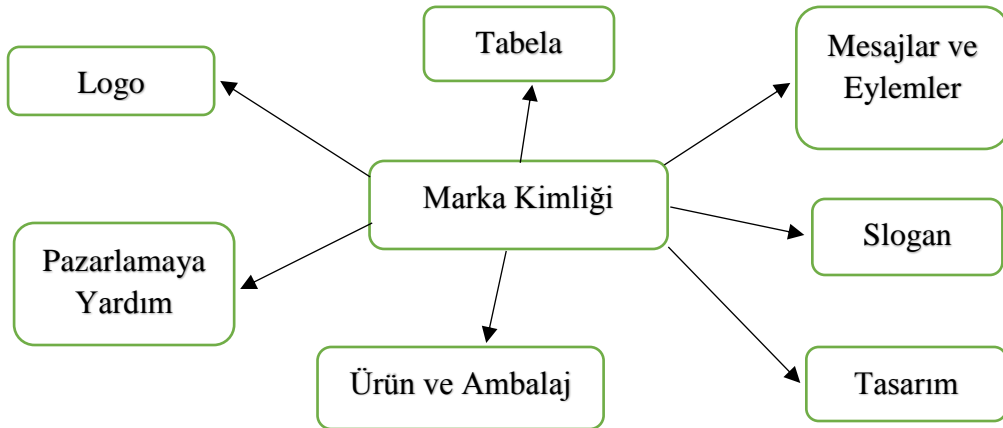 Tabela
Mesajlar ve
Eylemler
Logo
Marka Kimliği
Slogan
Pazarlamaya
Yardım
Ürün ve Ambalaj
Tasarım